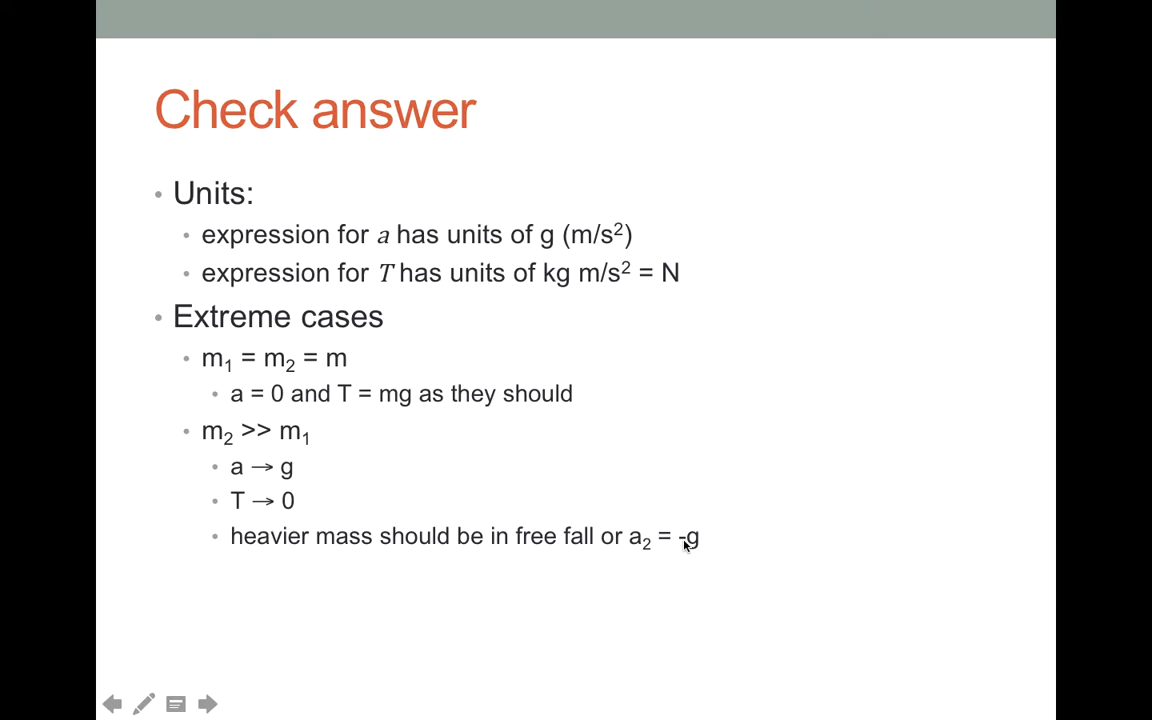 Check answer
• Units:
• expression for a has units of g (m/s²)
• expression for T has units of kg m/s² = N
• Extreme cases
• m₁ = m₂ = m
• a = 0 and T = mg as they should
• m₂ >> m₁
• a → g
• T → 0
• heavier mass should be in free fall or a₂ = -g